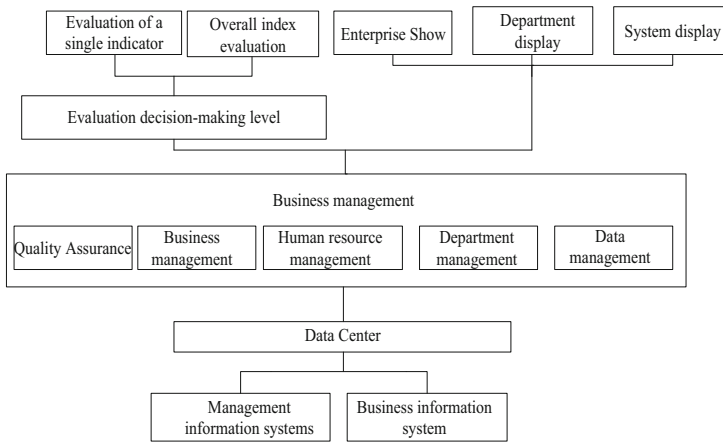 Evaluation of a
single indicator
Overall index
evaluation
Enterprise Show
Department
display
System display
Evaluation decision-making level
Business management
Quality Assurance
Business
management
Human resource
management
Department
management
Data
management
Data Center
Management
information systems
Business information
system